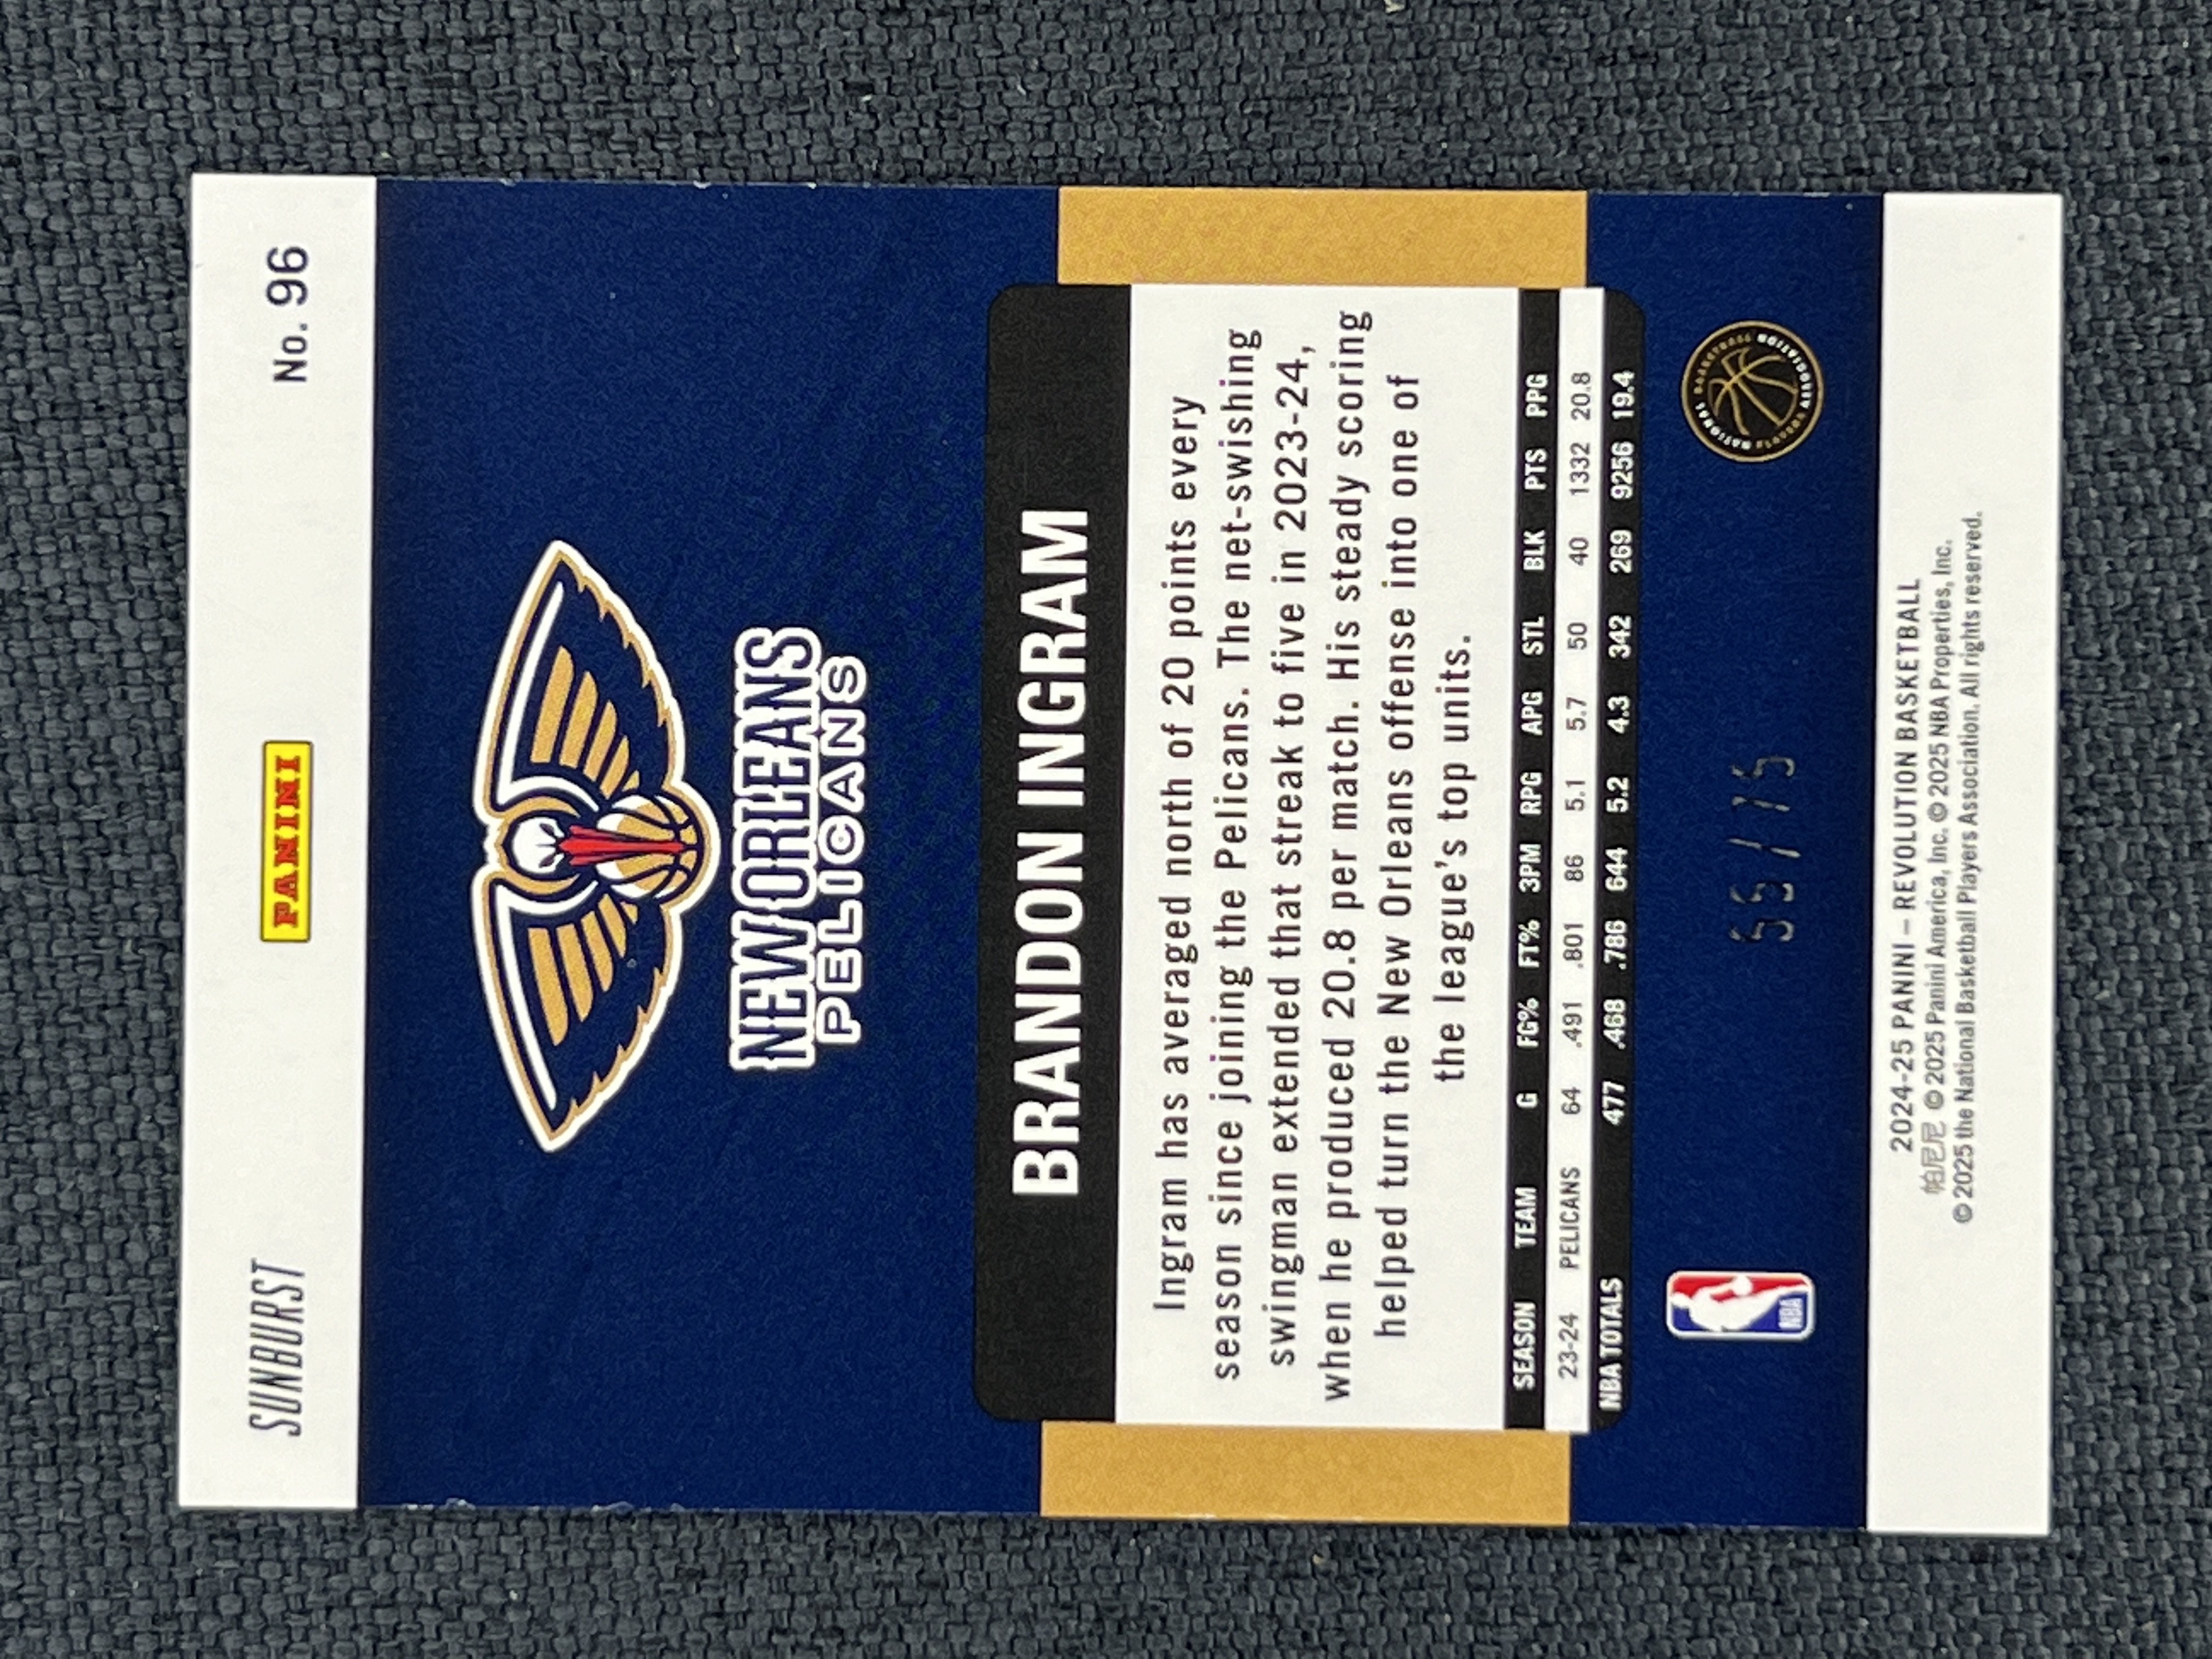 SUNBURST PANINI No. 96
NEW ORLEANS
PELICANS
BRANDON INGRAM
Ingram has averaged north of 20 points every
season since joining the Pelicans. The net-swishing
swingman extended that streak to five in 2023-24,
when he produced 20.8 per match. His steady scoring
helped turn the New Orleans offense into one of
the league's top units.
SEASON TEAM G FG% FT% 3PM RPG APG STL BLK PTS PPG
23-24 PELICANS 64 .491 .801 86 5.1 5.7 50 40 1332 20.8
NBA TOTALS 477 .468 .786 644 5.2 4.3 342 269 9256 19.4
NBA
NATIONAL BASKETBALL PLAYERS ASSOCIATION
2024-25 PANINI – REVOLUTION BASKETBALL
帕尼尼 © 2025 Panini America, Inc. © 2025 NBA Properties, Inc.
© 2025 the National Basketball Players Association. All rights reserved.